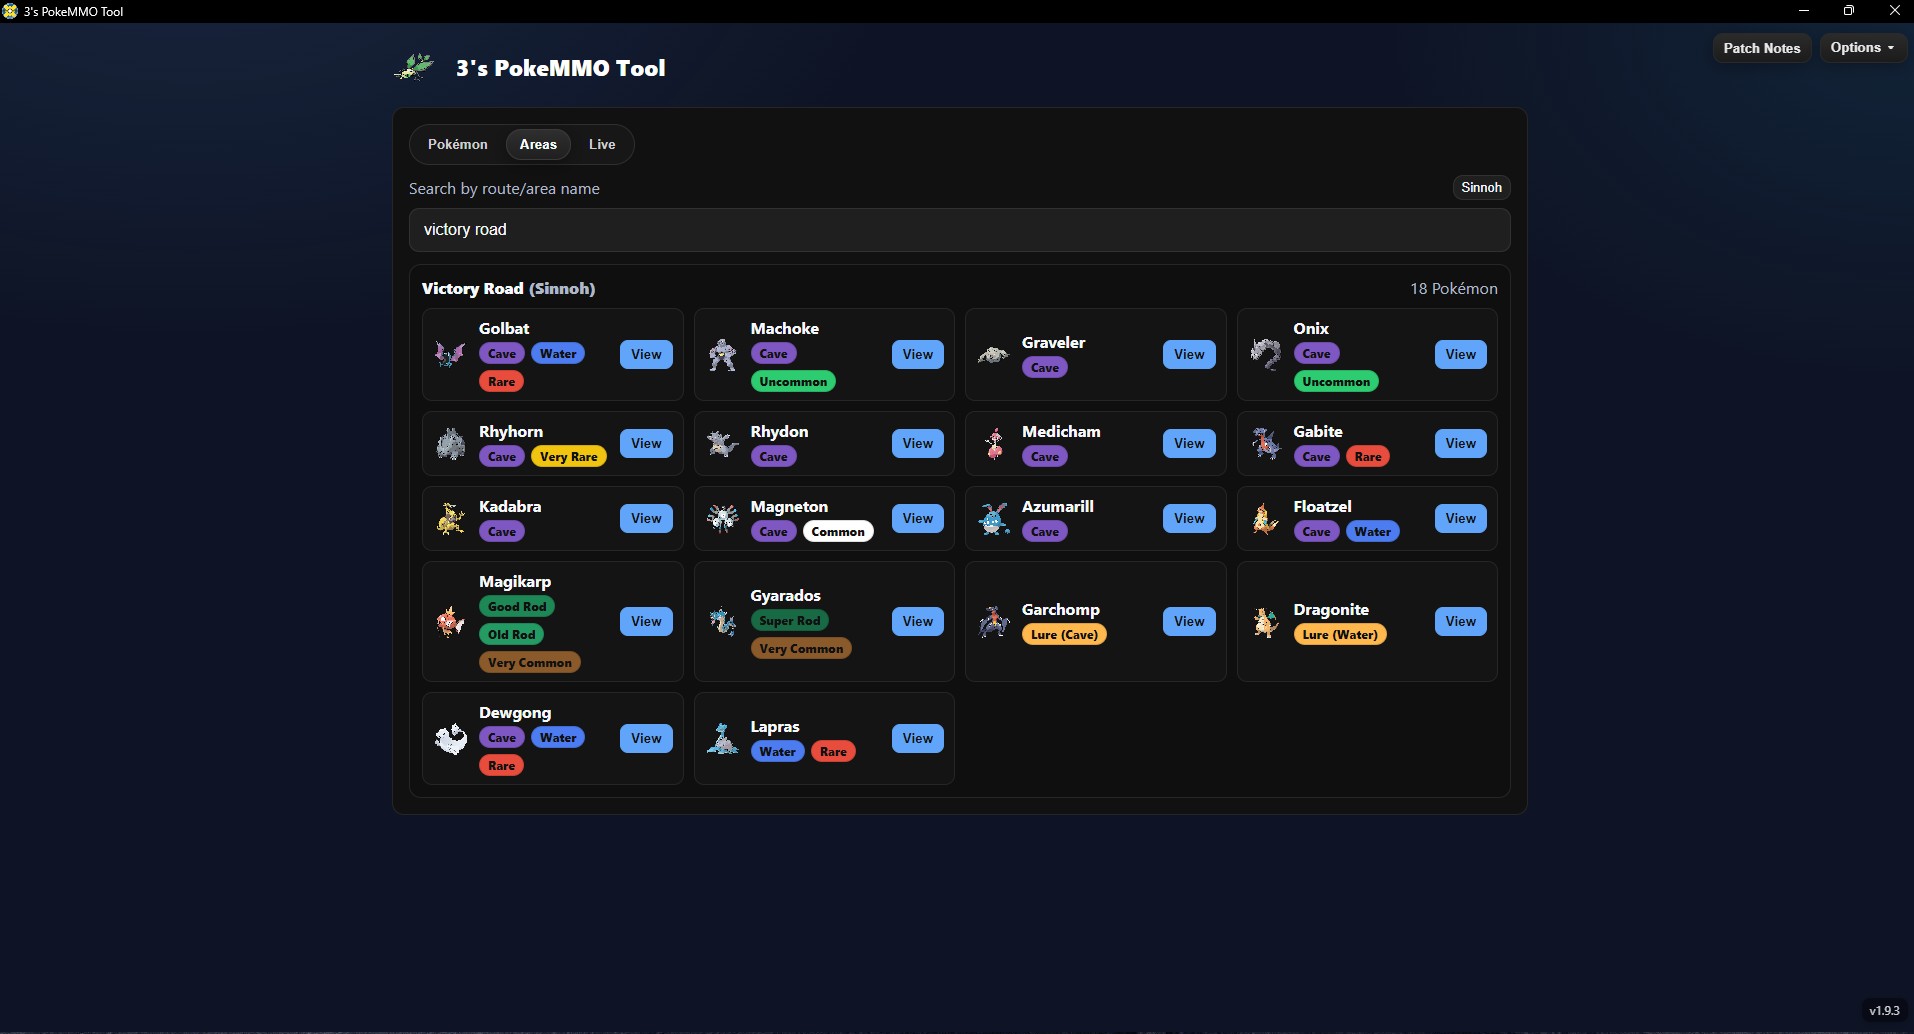 3's PokeMMO Tool
Patch Notes
Options
3's PokeMMO Tool
Pokémon
Areas
Live
Search by route/area name
Sinnoh
victory road
Victory Road (Sinnoh)
18 Pokémon
Golbat
Cave
Water
Rare
View
Machoke
Cave
Uncommon
View
Graveler
Cave
View
Onix
Cave
Uncommon
View
Rhyhorn
Cave
Very Rare
View
Rhydon
Cave
View
Medicham
Cave
View
Gabite
Cave
Rare
View
Kadabra
Cave
View
Magneton
Cave
Common
View
Azumarill
Cave
View
Floatzel
Cave
Water
View
Magikarp
Good Rod
Old Rod
Very Common
View
Gyarados
Super Rod
Very Common
View
Garchomp
Lure (Cave)
View
Dragonite
Lure (Water)
View
Dewgong
Cave
Water
Rare
View
Lapras
Water
Rare
View
v1.9.3